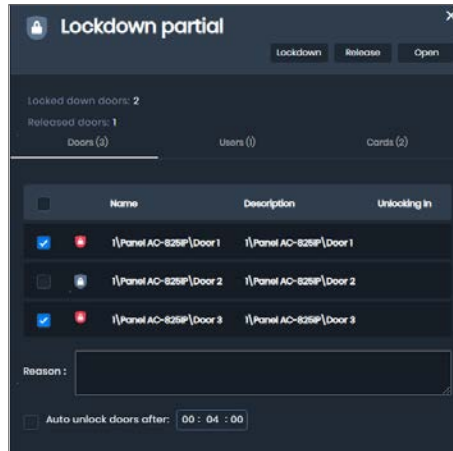 Lockdown partial
Lockdown Release Open
Locked down doors: 2
Released doors: 1
Doors (3) Users (1) Cards (2)
Name Description Unlocking in
1\Panel AC-825IP\Door 1 1\Panel AC-825IP\Door 1
1\Panel AC-825IP\Door 2 1\Panel AC-825IP\Door 2
1\Panel AC-825IP\Door 3 1\Panel AC-825IP\Door 3
Reason :
Auto unlock doors after: 00 : 04 : 00